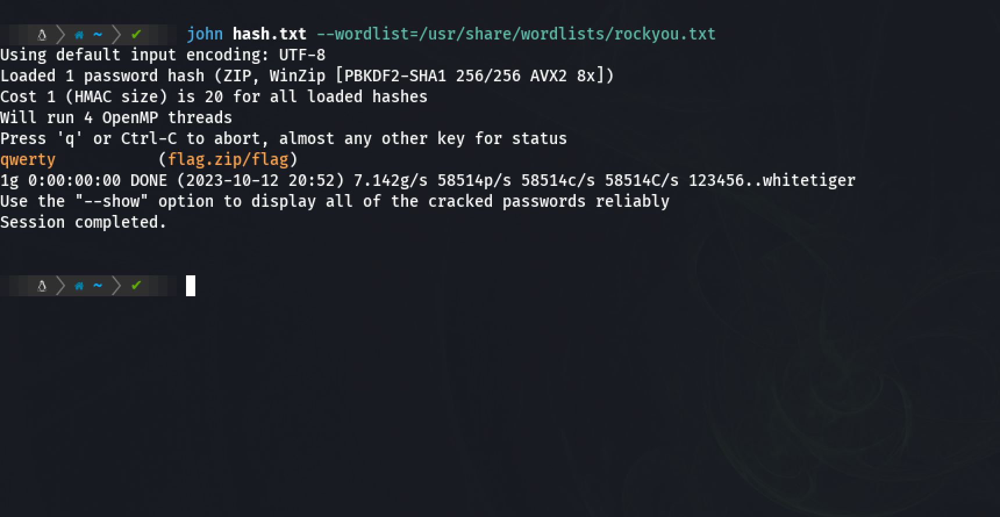 ~ ✔ john hash.txt --wordlist=/usr/share/wordlists/rockyou.txt
Using default input encoding: UTF-8
Loaded 1 password hash (ZIP, WinZip [PBKDF2-SHA1 256/256 AVX2 8x])
Cost 1 (HMAC size) is 20 for all loaded hashes
Will run 4 OpenMP threads
Press 'q' or Ctrl-C to abort, almost any other key for status
qwerty           (flag.zip/flag)
1g 0:00:00:00 DONE (2023-10-12 20:52) 7.142g/s 58514p/s 58514c/s 58514C/s 123456..whitetiger
Use the "--show" option to display all of the cracked passwords reliably
Session completed.
~ ✔